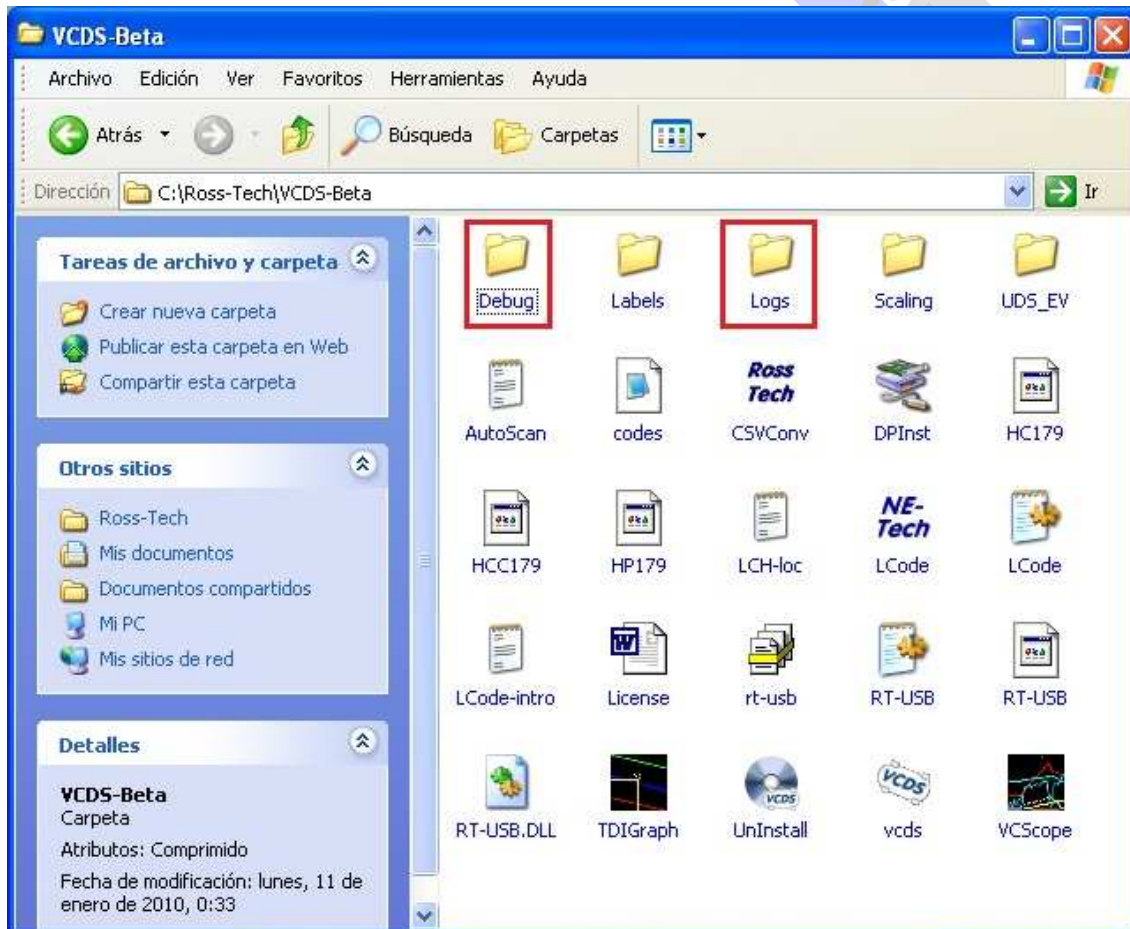 VCDS-Beta
Archivo Edición Ver Favoritos Herramientas Ayuda
Atrás Búsqueda Carpetas
Dirección C:\Ross-Tech\VCDS-Beta Ir
Tareas de archivo y carpeta
Crear nueva carpeta
Publicar esta carpeta en Web
Compartir esta carpeta
Otros sitios
Ross-Tech
Mis documentos
Documentos compartidos
Mi PC
Mis sitios de red
Detalles
VCDS-Beta
Carpeta
Atributos: Comprimido
Fecha de modificación: lunes, 11 de
enero de 2010, 0:33
Debug Labels Logs Scaling UDS_EV
Ross
Tech
AutoScan codes CSVConv DPInst HC179
NE-
Tech
HCC179 HP179 LCH-loc LCode LCode
W
LCode-intro License rt-usb RT-USB RT-USB
VCDS
VCDS
RT-USB.DLL TDIGraph UnInstall vcds VCScope